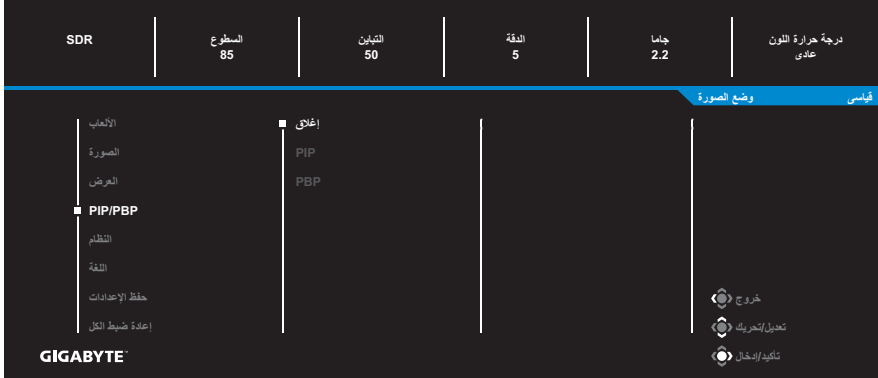 SDR
السطوع
85
التباين
50
الدقة
5
جاما
2.2
درجة حرارة اللون
عادى
وضع الصورة
قياسى
الألعاب
الصورة
العرض
PIP/PBP
النظام
اللغة
حفظ الإعدادات
إعادة ضبط الكل
إغلاق
PIP
PBP
خروج
تعديل/تحريك
تأكيد/إدخال
GIGABYTE™